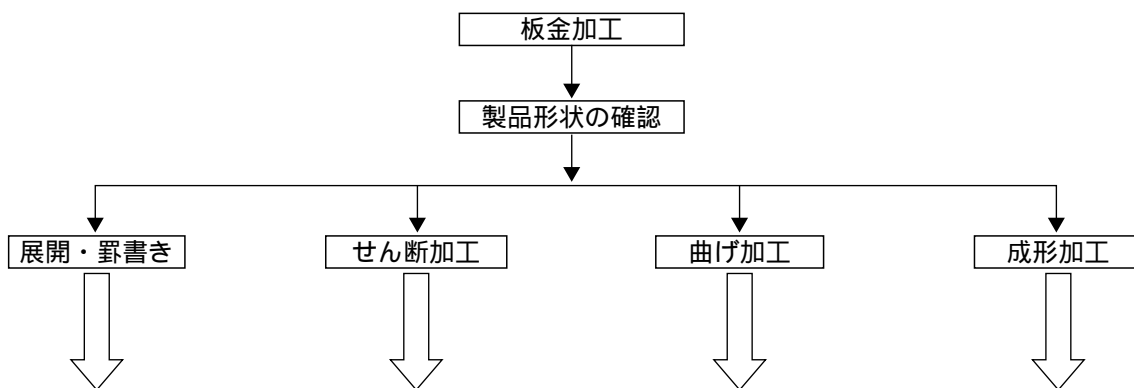 板金加工
製品形状の確認
展開・罫書き
せん断加工
曲げ加工
成形加工